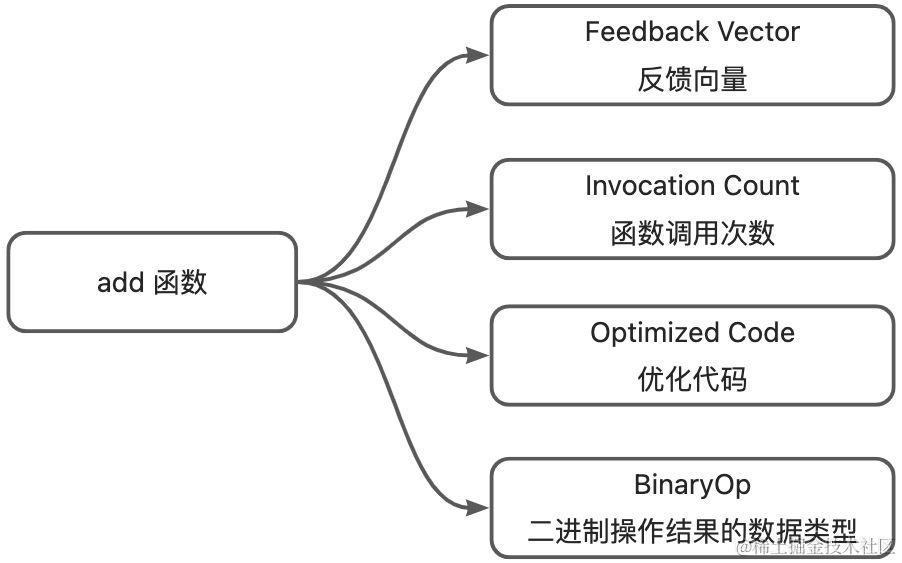 Feedback Vector
反馈向量
Invocation Count
函数调用次数
add 函数
Optimized Code
优化代码
BinaryOp
二进制操作结果的数据类型
@稀土掘金技术社区